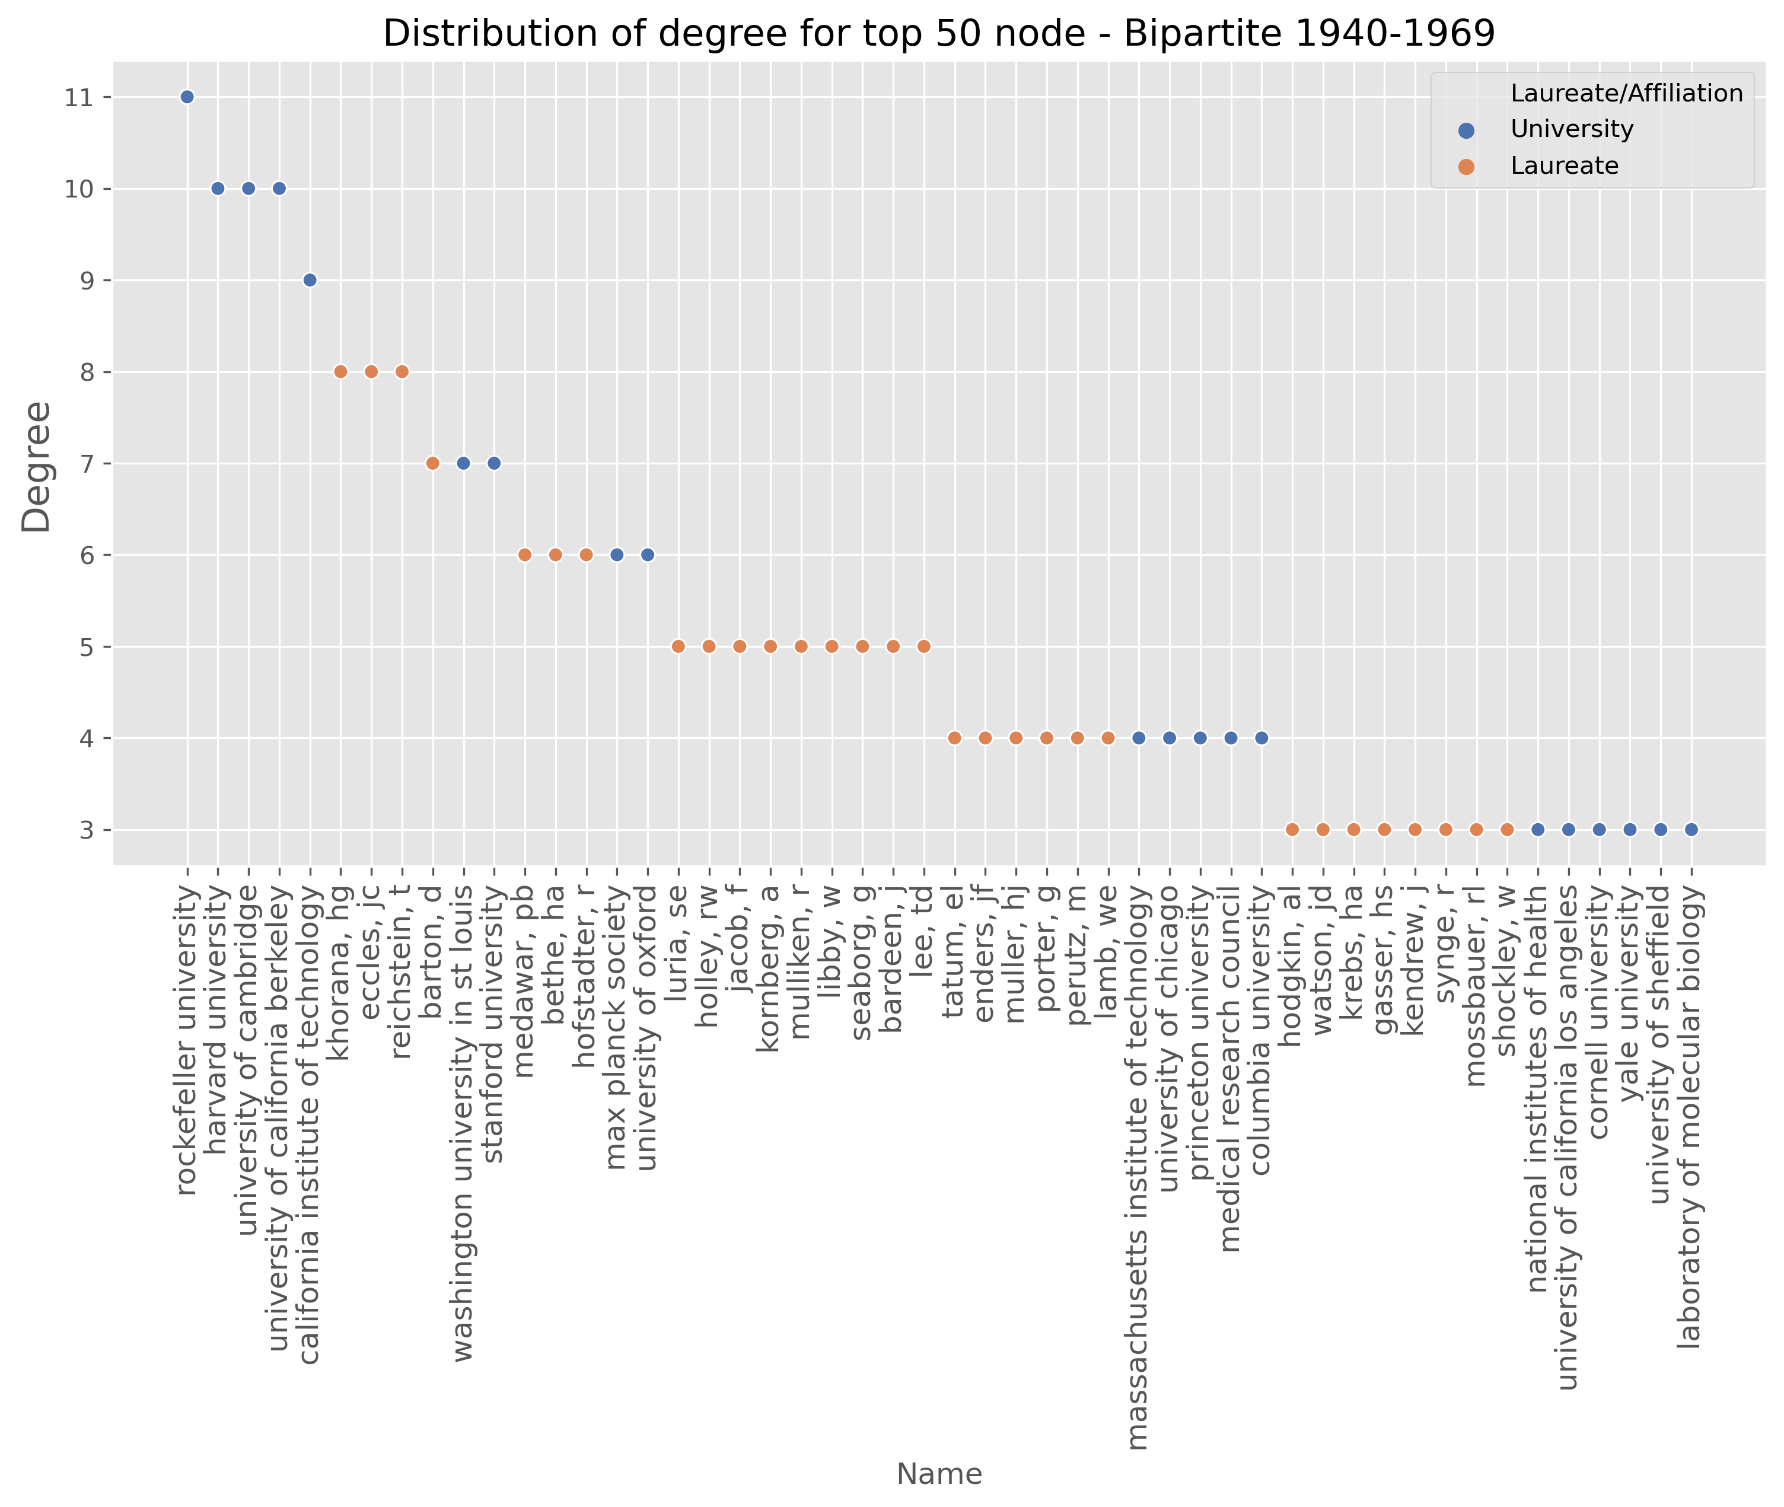 Distribution of degree for top 50 node - Bipartite 1940-1969
Laureate/Affiliation
University
Laureate
Degree
11
10
9
8
7
6
5
4
3
rockefeller university
harvard university
university of cambridge
university of california berkeley
california institute of technology
khorana, hg
eccles, jc
reichstein, t
barton, d
washington university in st louis
stanford university
medawar, pb
bethe, ha
hofstadter, r
max planck society
university of oxford
luria, se
holley, rw
jacob, f
kornberg, a
mulliken, r
libby, w
seaborg, g
bardeen, j
lee, td
tatum, el
enders, jf
muller, hj
porter, g
perutz, m
lamb, we
massachusetts institute of technology
university of chicago
princeton university
medical research council
columbia university
hodgkin, al
watson, jd
krebs, ha
gasser, hs
kendrew, j
synge, r
mossbauer, rl
shockley, w
national institutes of health
university of california los angeles
cornell university
yale university
university of sheffield
laboratory of molecular biology
Name